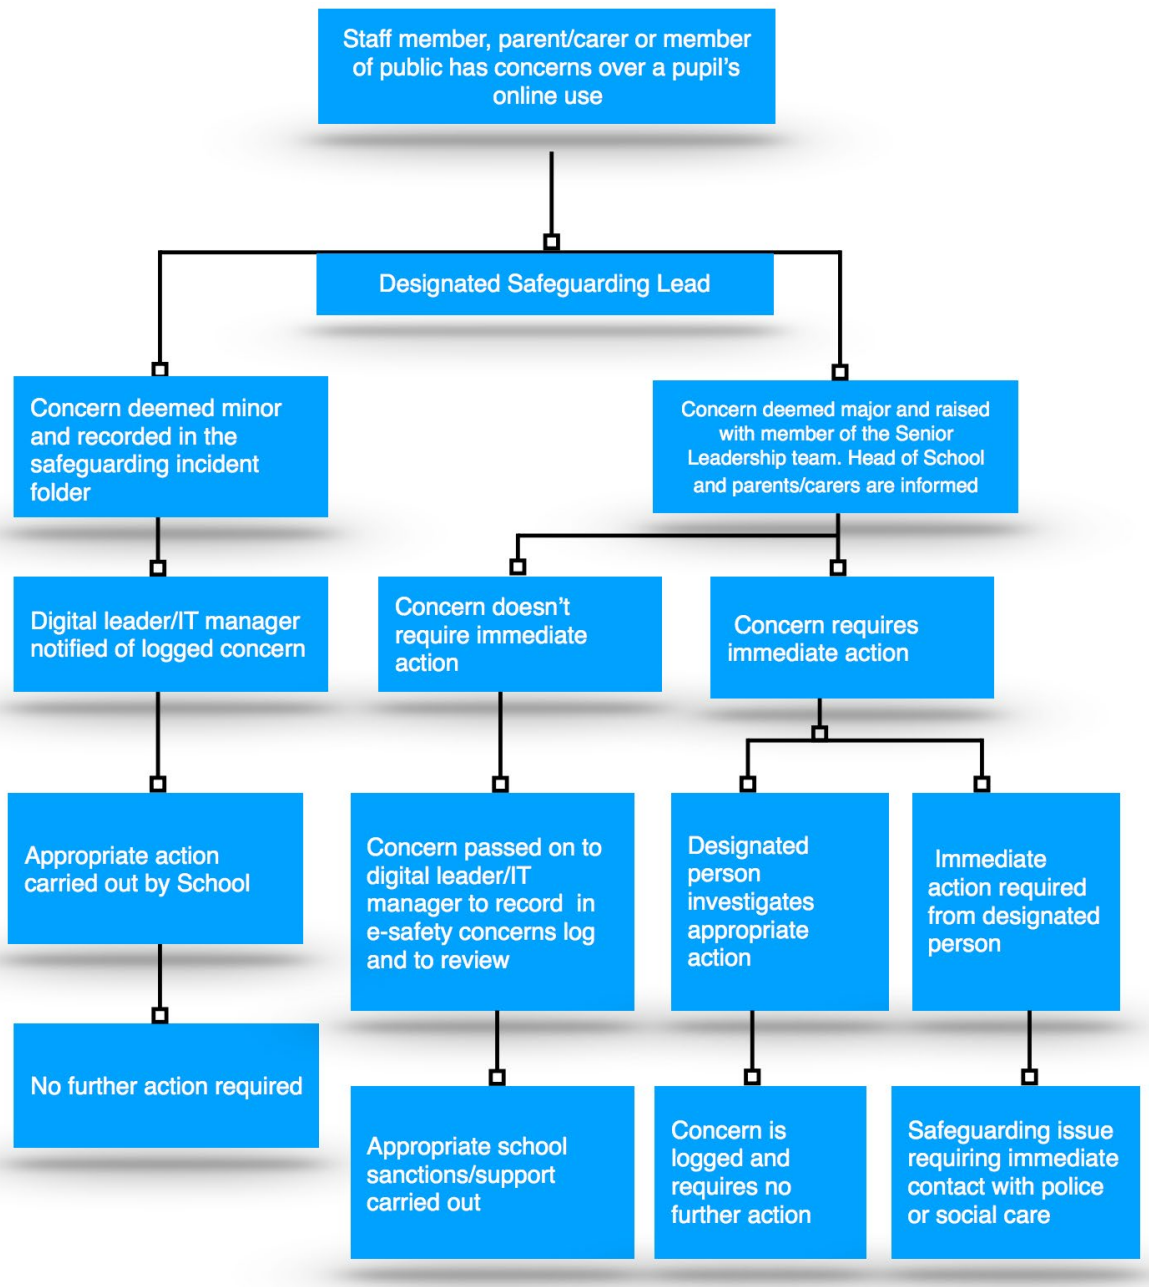 Staff member, parent/carer or member
of public has concerns over a pupil's
online use
Designated Safeguarding Lead
Concern deemed minor
and recorded in the
safeguarding incident
folder
Concern deemed major and raised
with member of the Senior
Leadership team. Head of School
and parents/carers are informed
Digital leader/IT manager
notified of logged concern
Concern doesn't
require immediate
action
Concern requires
immediate action
Appropriate action
carried out by School
Concern passed on to
digital leader/IT
manager to record in
e-safety concerns log
and to review
Designated
person
investigates
appropriate
action
Immediate
action required
from designated
person
No further action required
Appropriate school
sanctions/support
carried out
Concern is
logged and
requires no
further action
Safeguarding issue
requiring immediate
contact with police
or social care